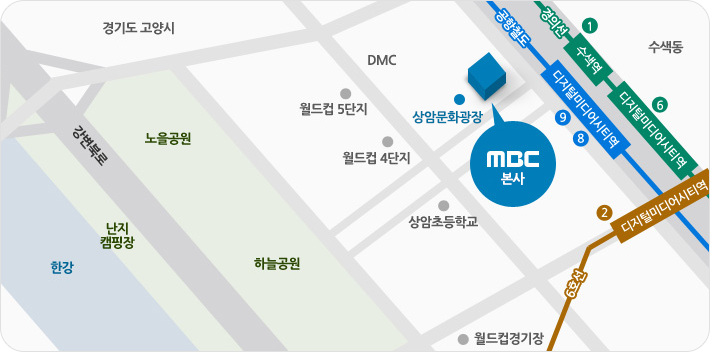 경기도 고양시
공항철도
경의선
1
수색역
수색동
DMC
디지털미디어시티역
디지털미디어시티역
6
월드컵 5단지
상암문화광장
9
8
강변북로
노을공원
월드컵 4단지
MBC
본사
디지털미디어시티역
2
상암초등학교
난지
캠핑장
한강
하늘공원
6호선
월드컵경기장